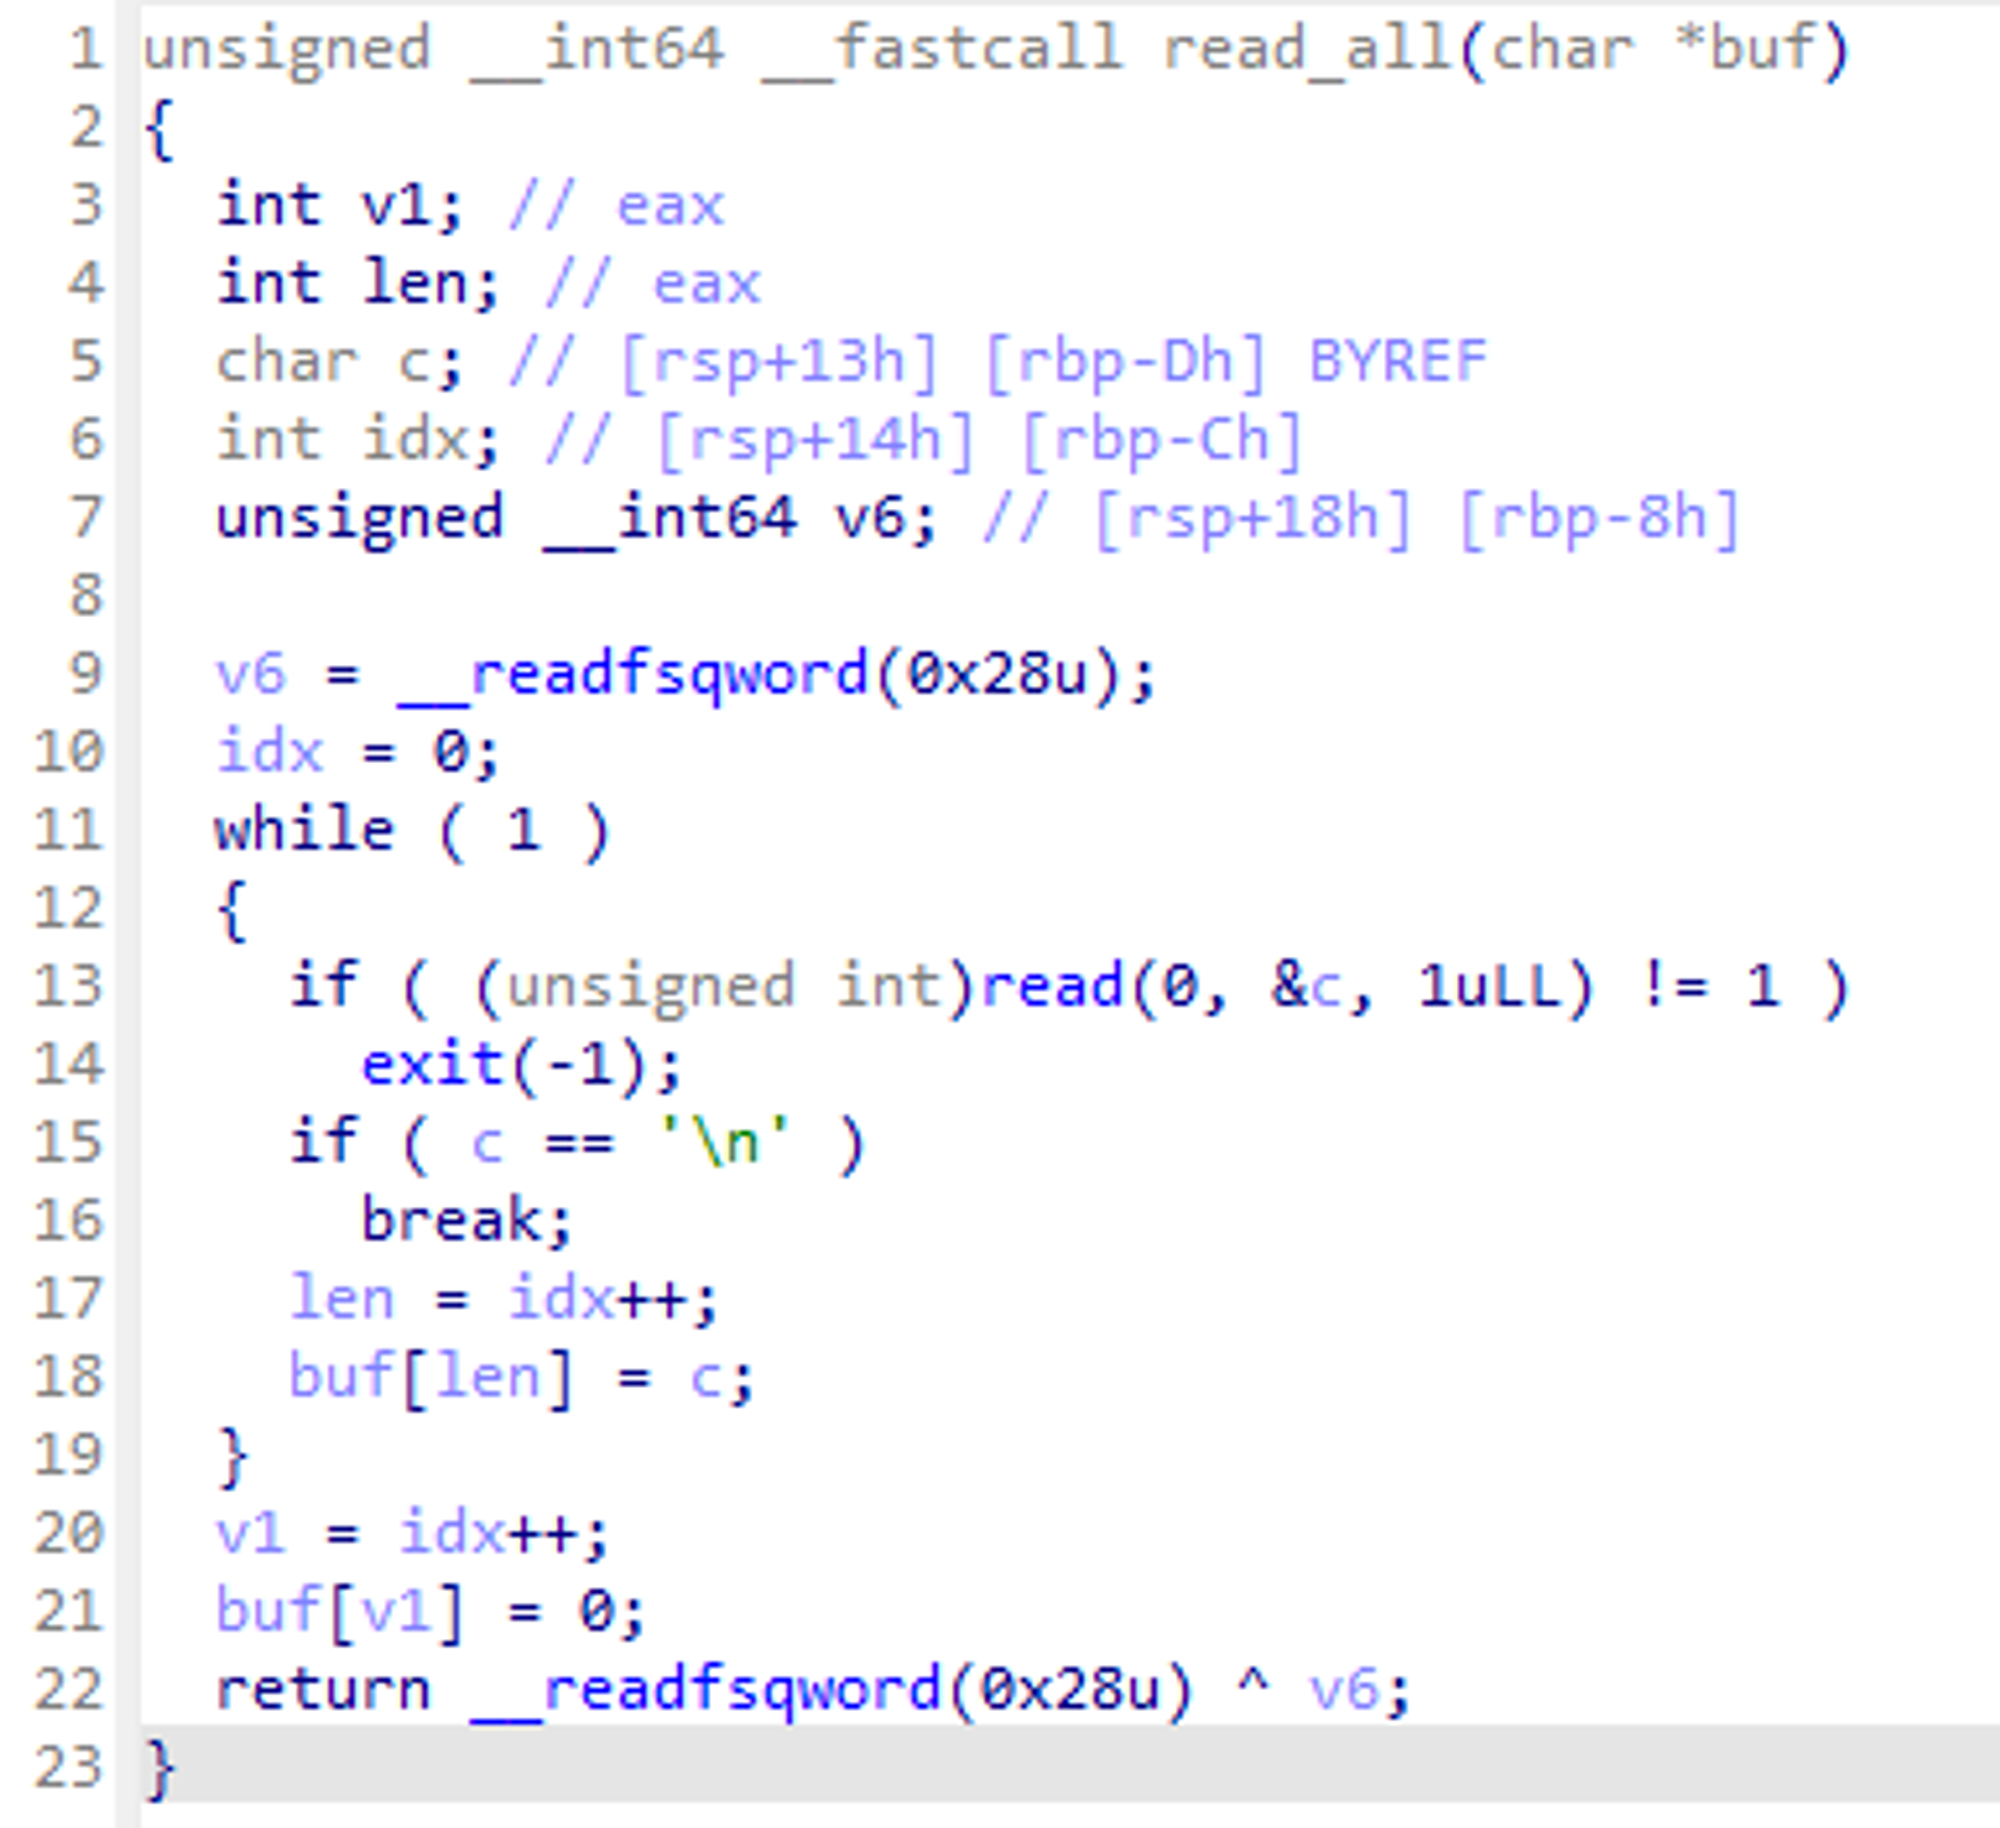 1 unsigned __int64 __fastcall read_all(char *buf)
2 {
3   int v1; // eax
4   int len; // eax
5   char c; // [rsp+13h] [rbp-Dh] BYREF
6   int idx; // [rsp+14h] [rbp-Ch]
7   unsigned __int64 v6; // [rsp+18h] [rbp-8h]
8
9   v6 = __readfsqword(0x28u);
10   idx = 0;
11   while ( 1 )
12   {
13     if ( (unsigned int)read(0, &c, 1uLL) != 1 )
14       exit(-1);
15     if ( c == '\n' )
16       break;
17     len = idx++;
18     buf[len] = c;
19   }
20   v1 = idx++;
21   buf[v1] = 0;
22   return __readfsqword(0x28u) ^ v6;
23 }